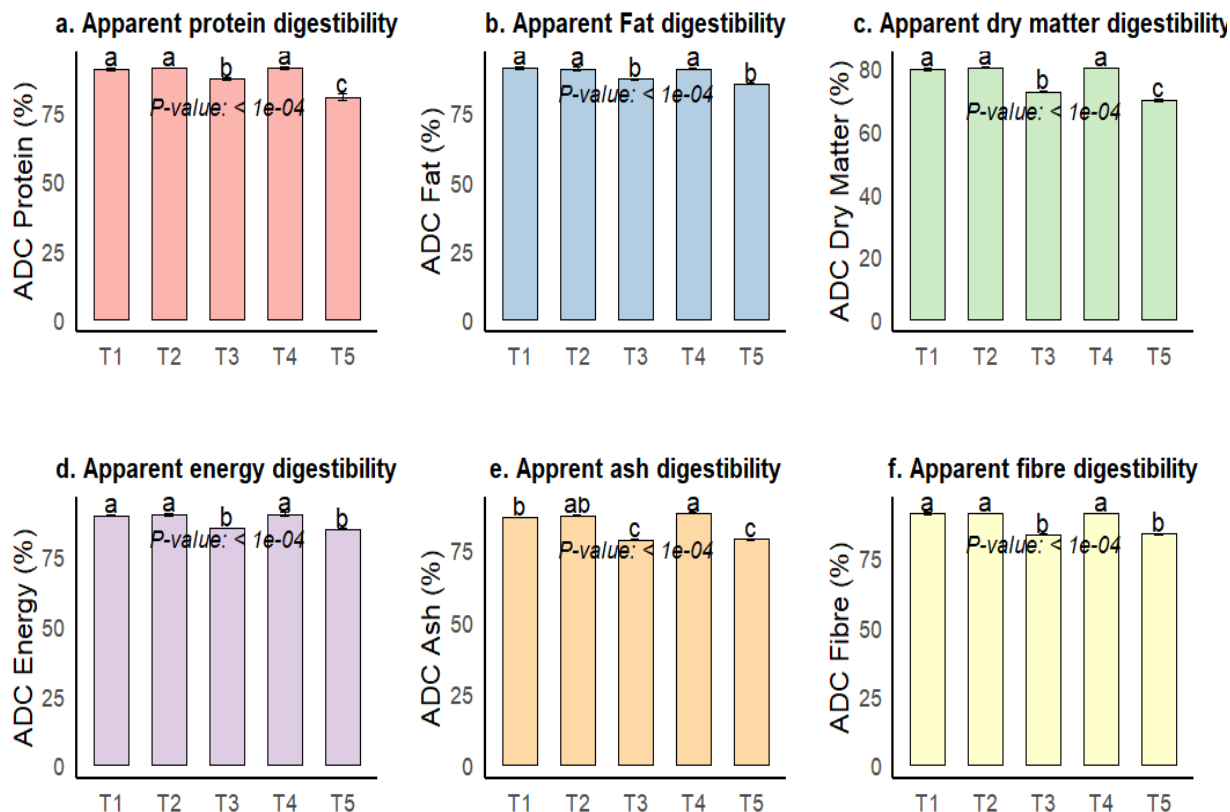 a. Apparent protein digestibility
a a b a c
P-value: < 1e-04
ADC Protein (%)
75
50
25
0
T1 T2 T3 T4 T5
b. Apparent Fat digestibility
a a b a b
P-value: < 1e-04
ADC Fat (%)
75
50
25
0
T1 T2 T3 T4 T5
c. Apparent dry matter digestibility
a a b a c
P-value: < 1e-04
ADC Dry Matter (%)
80
60
40
20
0
T1 T2 T3 T4 T5
d. Apparent energy digestibility
a a b a b
P-value: < 1e-04
ADC Energy (%)
75
50
25
0
T1 T2 T3 T4 T5
e. Apprent ash digestibility
b ab c a c
P-value: < 1e-04
ADC Ash (%)
75
50
25
0
T1 T2 T3 T4 T5
f. Apparent fibre digestibility
a a b a b
P-value: < 1e-04
ADC Fibre (%)
75
50
25
0
T1 T2 T3 T4 T5